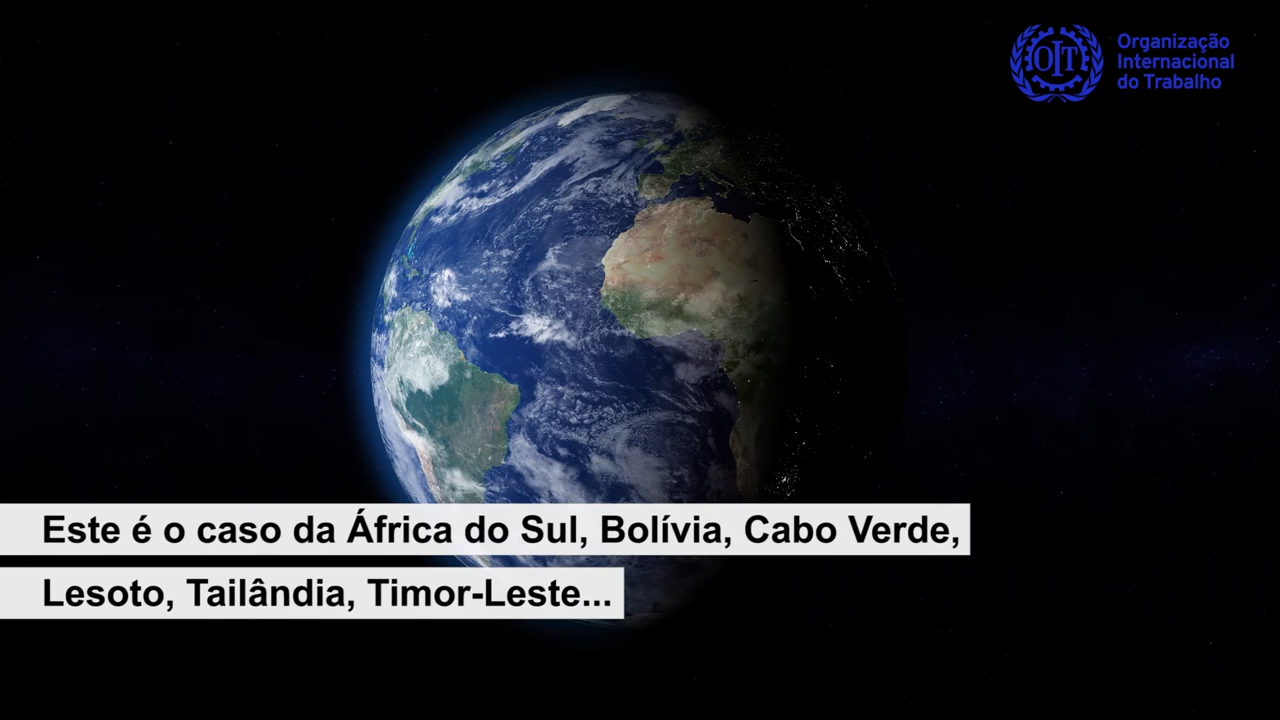 OIT
Organização
Internacional
do Trabalho
Este é o caso da África do Sul, Bolívia, Cabo Verde,
Lesoto, Tailândia, Timor-Leste...